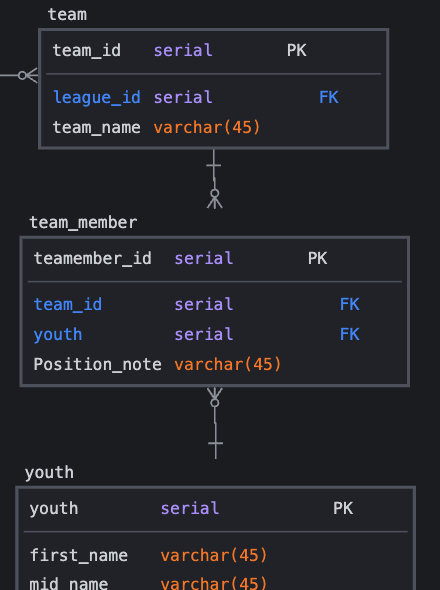 team
team_id serial PK
league_id serial FK
team_name varchar(45)
team_member
teamember_id serial PK
team_id serial FK
youth serial FK
Position_note varchar(45)
youth
youth serial PK
first_name varchar(45)
mid_name varchar(45)